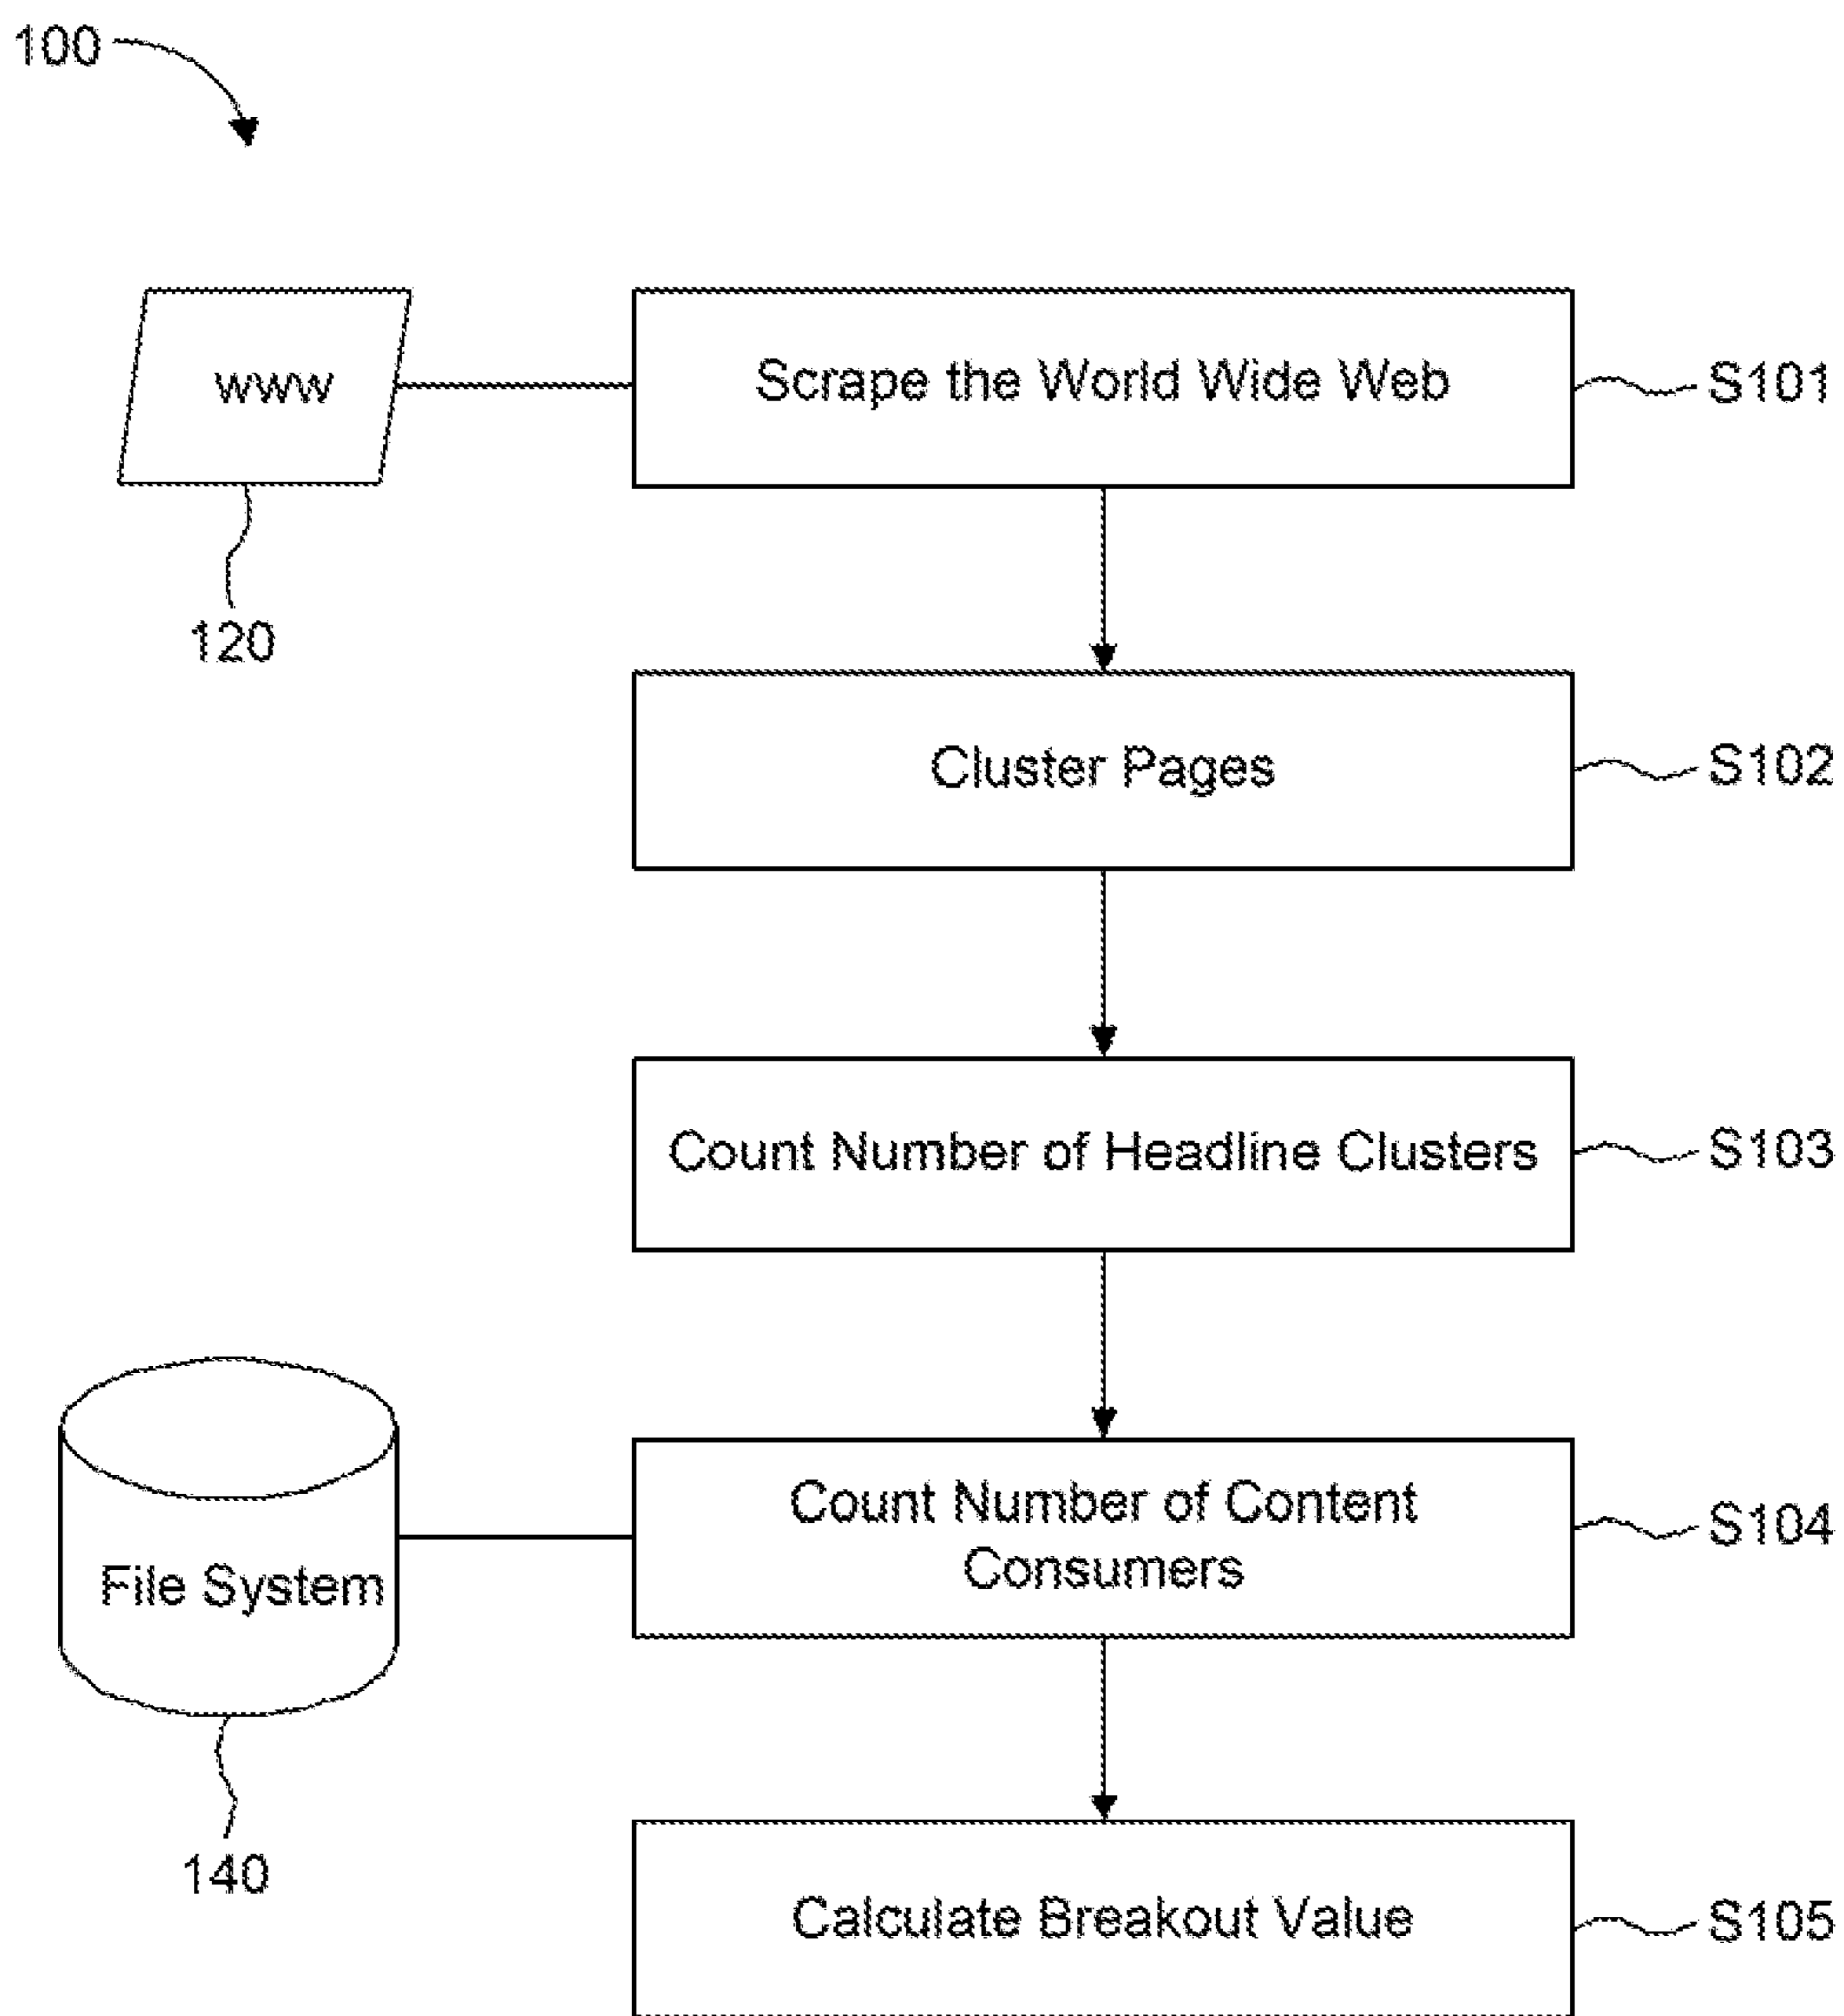 100
www
Scrape the World Wide Web
S101
120
Cluster Pages
S102
Count Number of Headline Clusters
S103
Count Number of Content
Consumers
S104
File System
140
Calculate Breakout Value
S105